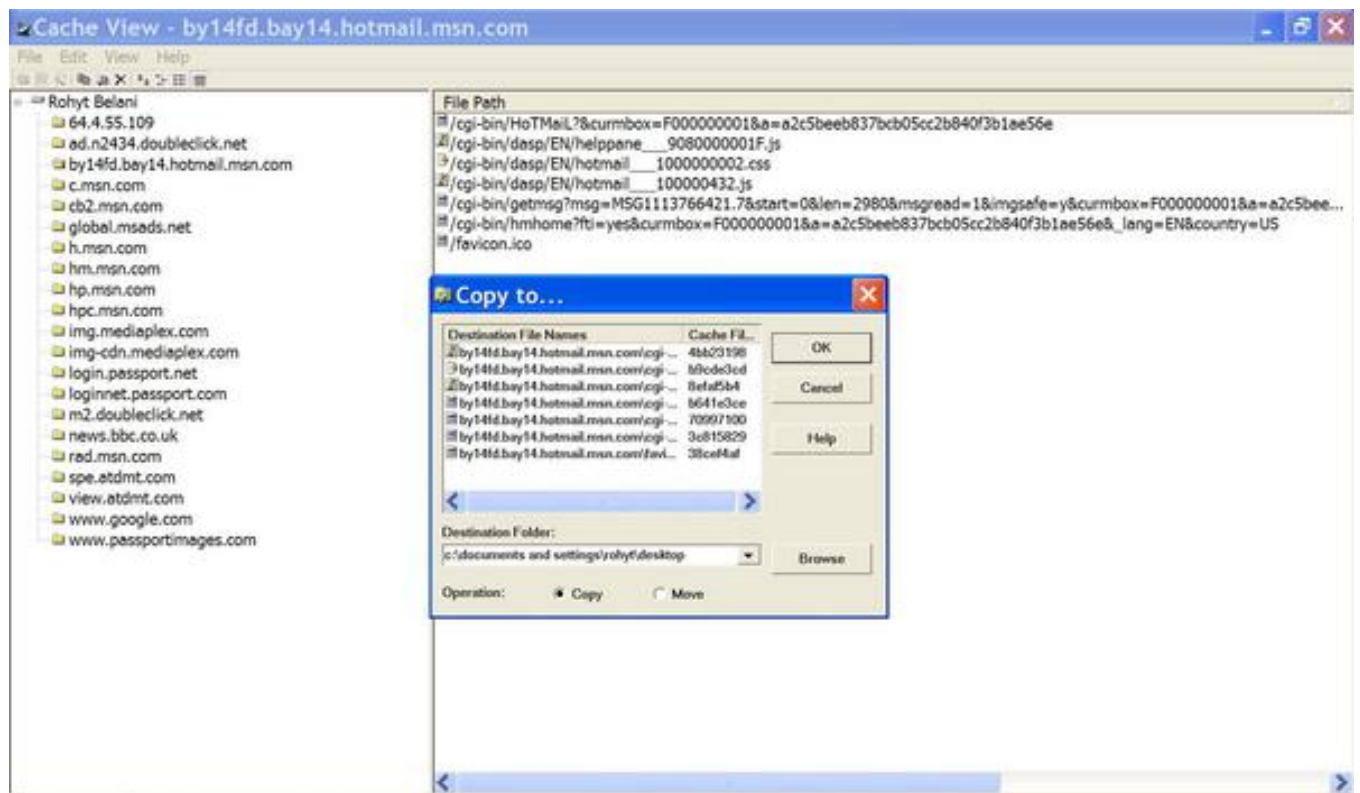 Cache View - by14fd.bay14.hotmail.msn.com
File Edit View Help
Rohyt Belani
64.4.55.109
ad.n2434.doubleclick.net
by14fd.bay14.hotmail.msn.com
c.msn.com
cb2.msn.com
global.msads.net
h.msn.com
hm.msn.com
hp.msn.com
hpc.msn.com
img.mediaplex.com
img-cdn.mediaplex.com
login.passport.net
loginnet.passport.com
m2.doubleclick.net
news.bbc.co.uk
rad.msn.com
spe.atdmt.com
view.atdmt.com
www.google.com
www.passportimages.com
File Path
/cgi-bin/HoTMaiL?&curmbox=F000000001&a=a2c5beeb837bcb05cc2b840f3b1ae56e
/cgi-bin/dasp/EN/helppane___9080000001F.js
/cgi-bin/dasp/EN/hotmail___1000000002.css
/cgi-bin/dasp/EN/hotmail___100000432.js
/cgi-bin/getmsg?msg=MSG1113766421.7&start=0&len=2980&msgread=1&imgsafe=y&curmbox=F000000001&a=a2c5bee...
/cgi-bin/hmhome?fti=yes&curmbox=F000000001&a=a2c5beeb837bcb05cc2b840f3b1ae56e&_lang=EN&country=US
/favicon.ico
Copy to...
Destination File Names Cache Fil...
by14fd.bay14.hotmail.msn.com\cgi-... 4bb23198
by14fd.bay14.hotmail.msn.com\cgi-... b9cde3cd
by14fd.bay14.hotmail.msn.com\cgi-... 8efaf5b4
by14fd.bay14.hotmail.msn.com\cgi-... b641e3ce
by14fd.bay14.hotmail.msn.com\cgi-... 70997100
by14fd.bay14.hotmail.msn.com\cgi-... 3c815829
by14fd.bay14.hotmail.msn.com\favi... 38cef4af
OK
Cancel
Help
Destination Folder:
c:\documents and settings\rohyt\desktop
Browse
Operation: Copy Move